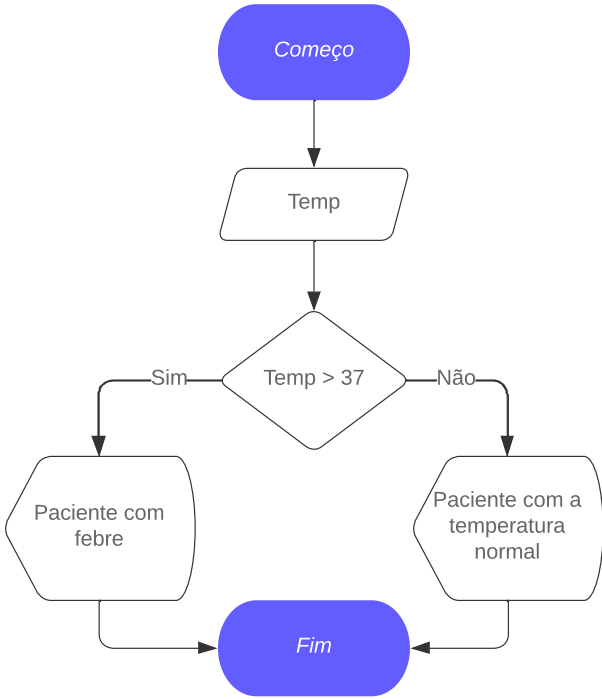 Começo
Temp
Temp > 37
Sim
Não
Paciente com
febre
Paciente com a
temperatura
normal
Fim